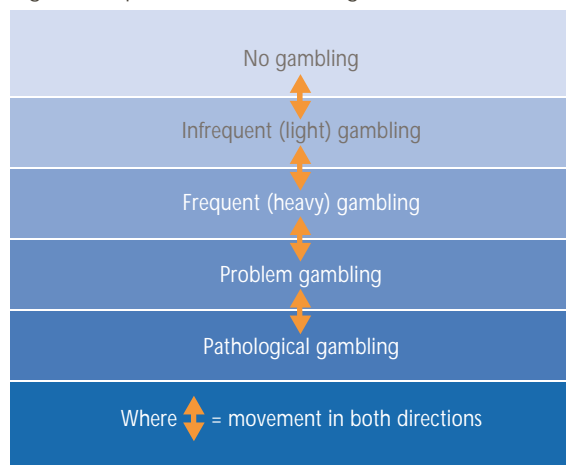 No gambling
Infrequent (light) gambling
Frequent (heavy) gambling
Problem gambling
Pathological gambling
Where = movement in both directions